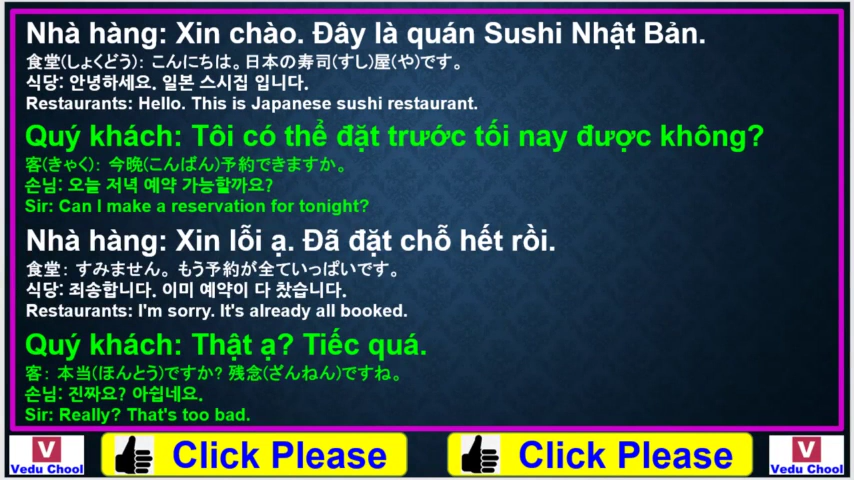 Nhà hàng: Xin chào. Đây là quán Sushi Nhật Bản.
食堂(しょくどう): こんにちは。日本の寿司(すし)屋(や)です。
식당: 안녕하세요. 일본 스시집 입니다.
Restaurants: Hello. This is Japanese sushi restaurant.
Quý khách: Tôi có thể đặt trước tối nay được không?
客(きゃく): 今晩(こんばん)予約できますか。
손님: 오늘 저녁 예약 가능할까요?
Sir: Can I make a reservation for tonight?
Nhà hàng: Xin lỗi ạ. Đã đặt chỗ hết rồi.
食堂: すみません。もう予約が全ていっぱいです。
식당: 죄송합니다. 이미 예약이 다 찼습니다.
Restaurants: I'm sorry. It's already all booked.
Quý khách: Thật ạ? Tiếc quá.
客: 本当(ほんとう)ですか? 残念(ざんねん)ですね。
손님: 진짜요? 아쉽네요.
Sir: Really? That's too bad.
V
Vedu Chool
Click Please
Click Please
V
Vedu Chool